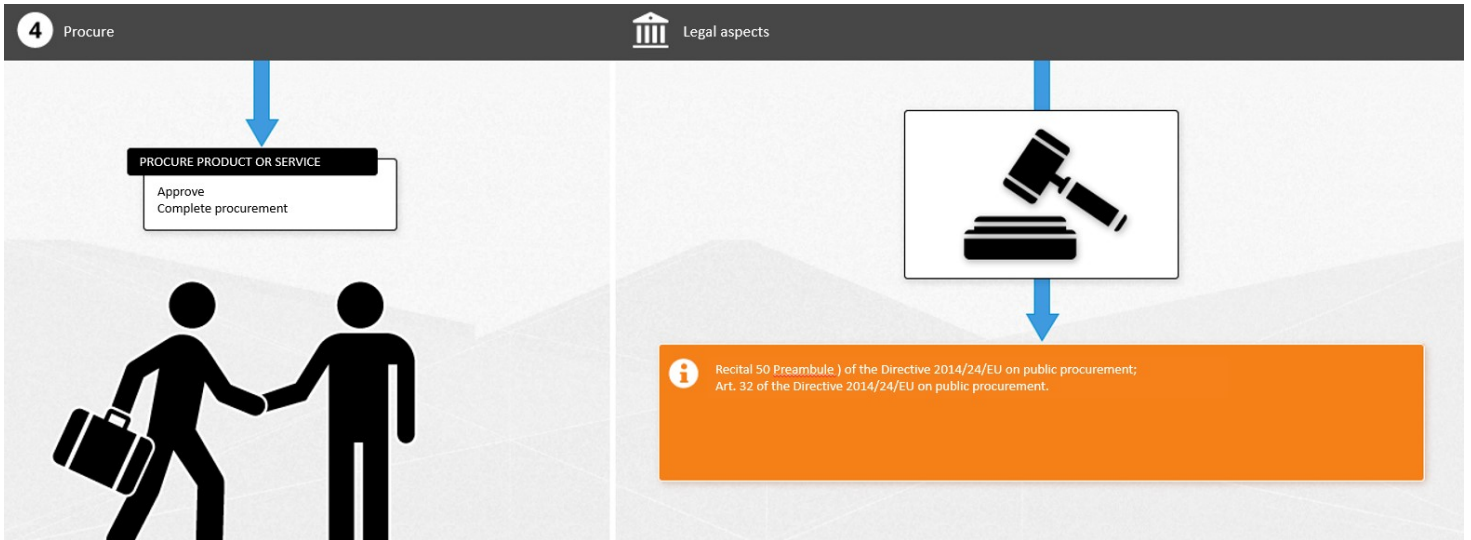 4 Procure
Legal aspects
PROCURE PRODUCT OR SERVICE
Approve
Complete procurement
Recital 50 Preambule ) of the Directive 2014/24/EU on public procurement;
Art. 32 of the Directive 2014/24/EU on public procurement.